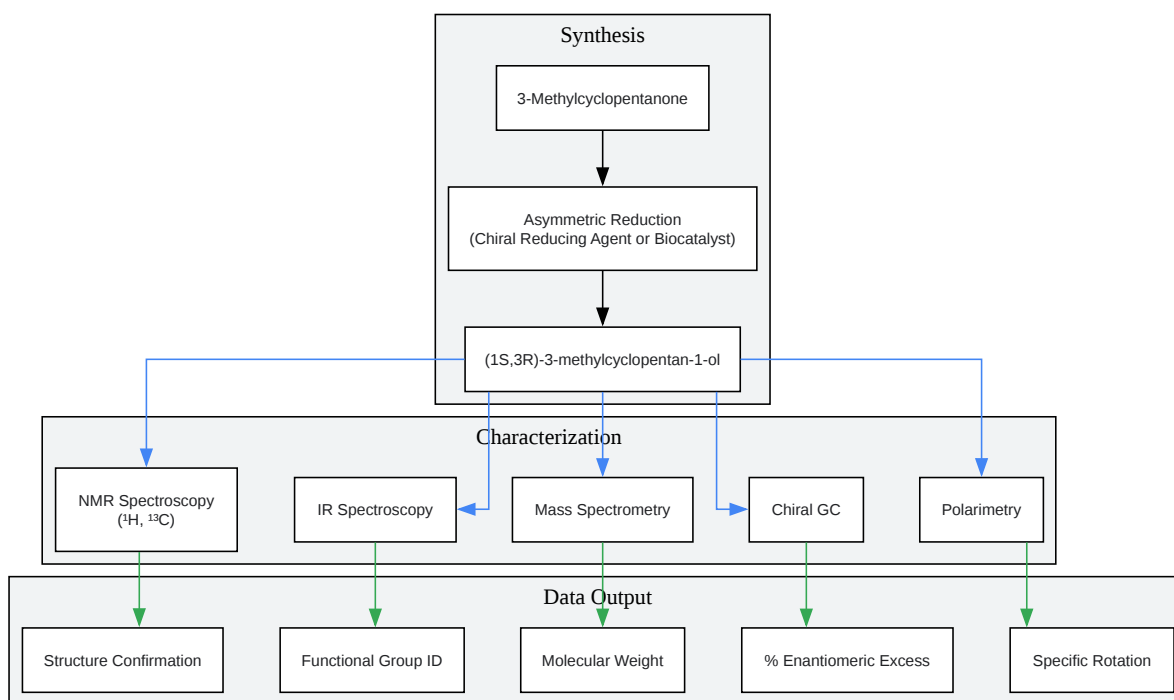 Synthesis
3-Methylcyclopentanone
Asymmetric Reduction
(Chiral Reducing Agent or Biocatalyst)
(1S,3R)-3-methylcyclopentan-1-ol
Characterization
NMR Spectroscopy
(¹H, ¹³C)
IR Spectroscopy
Mass Spectrometry
Chiral GC
Polarimetry
Data Output
Structure Confirmation
Functional Group ID
Molecular Weight
% Enantiomeric Excess
Specific Rotation